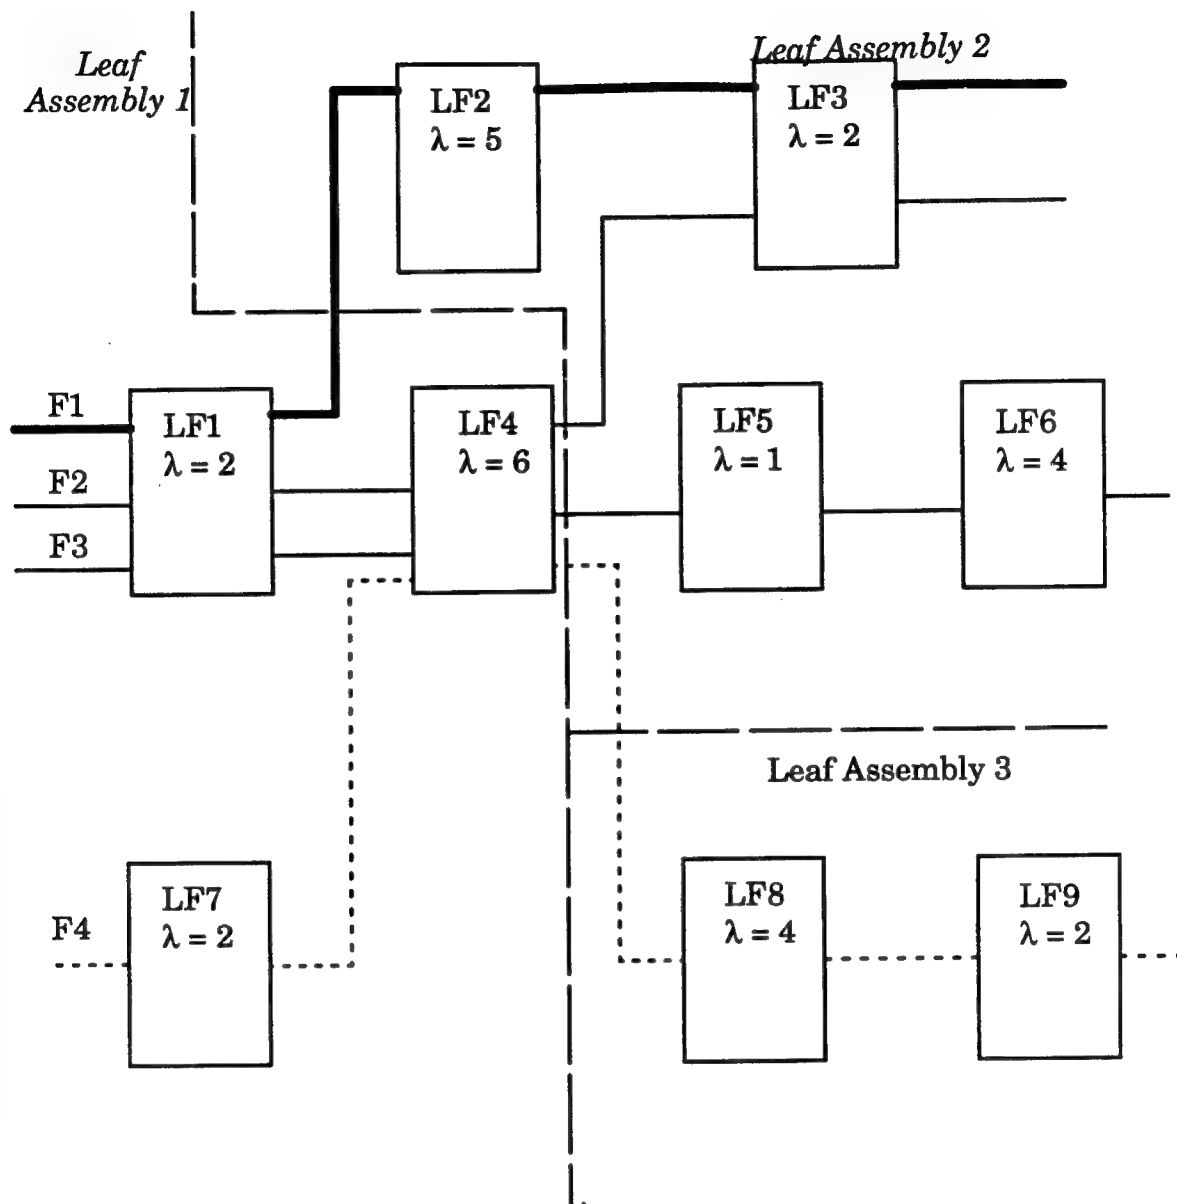 Leaf
Assembly 1
Leaf Assembly 2
LF2
λ = 5
LF3
λ = 2
F1
F2
F3
LF1
λ = 2
LF4
λ = 6
LF5
λ = 1
LF6
λ = 4
Leaf Assembly 3
F4
LF7
λ = 2
LF8
λ = 4
LF9
λ = 2